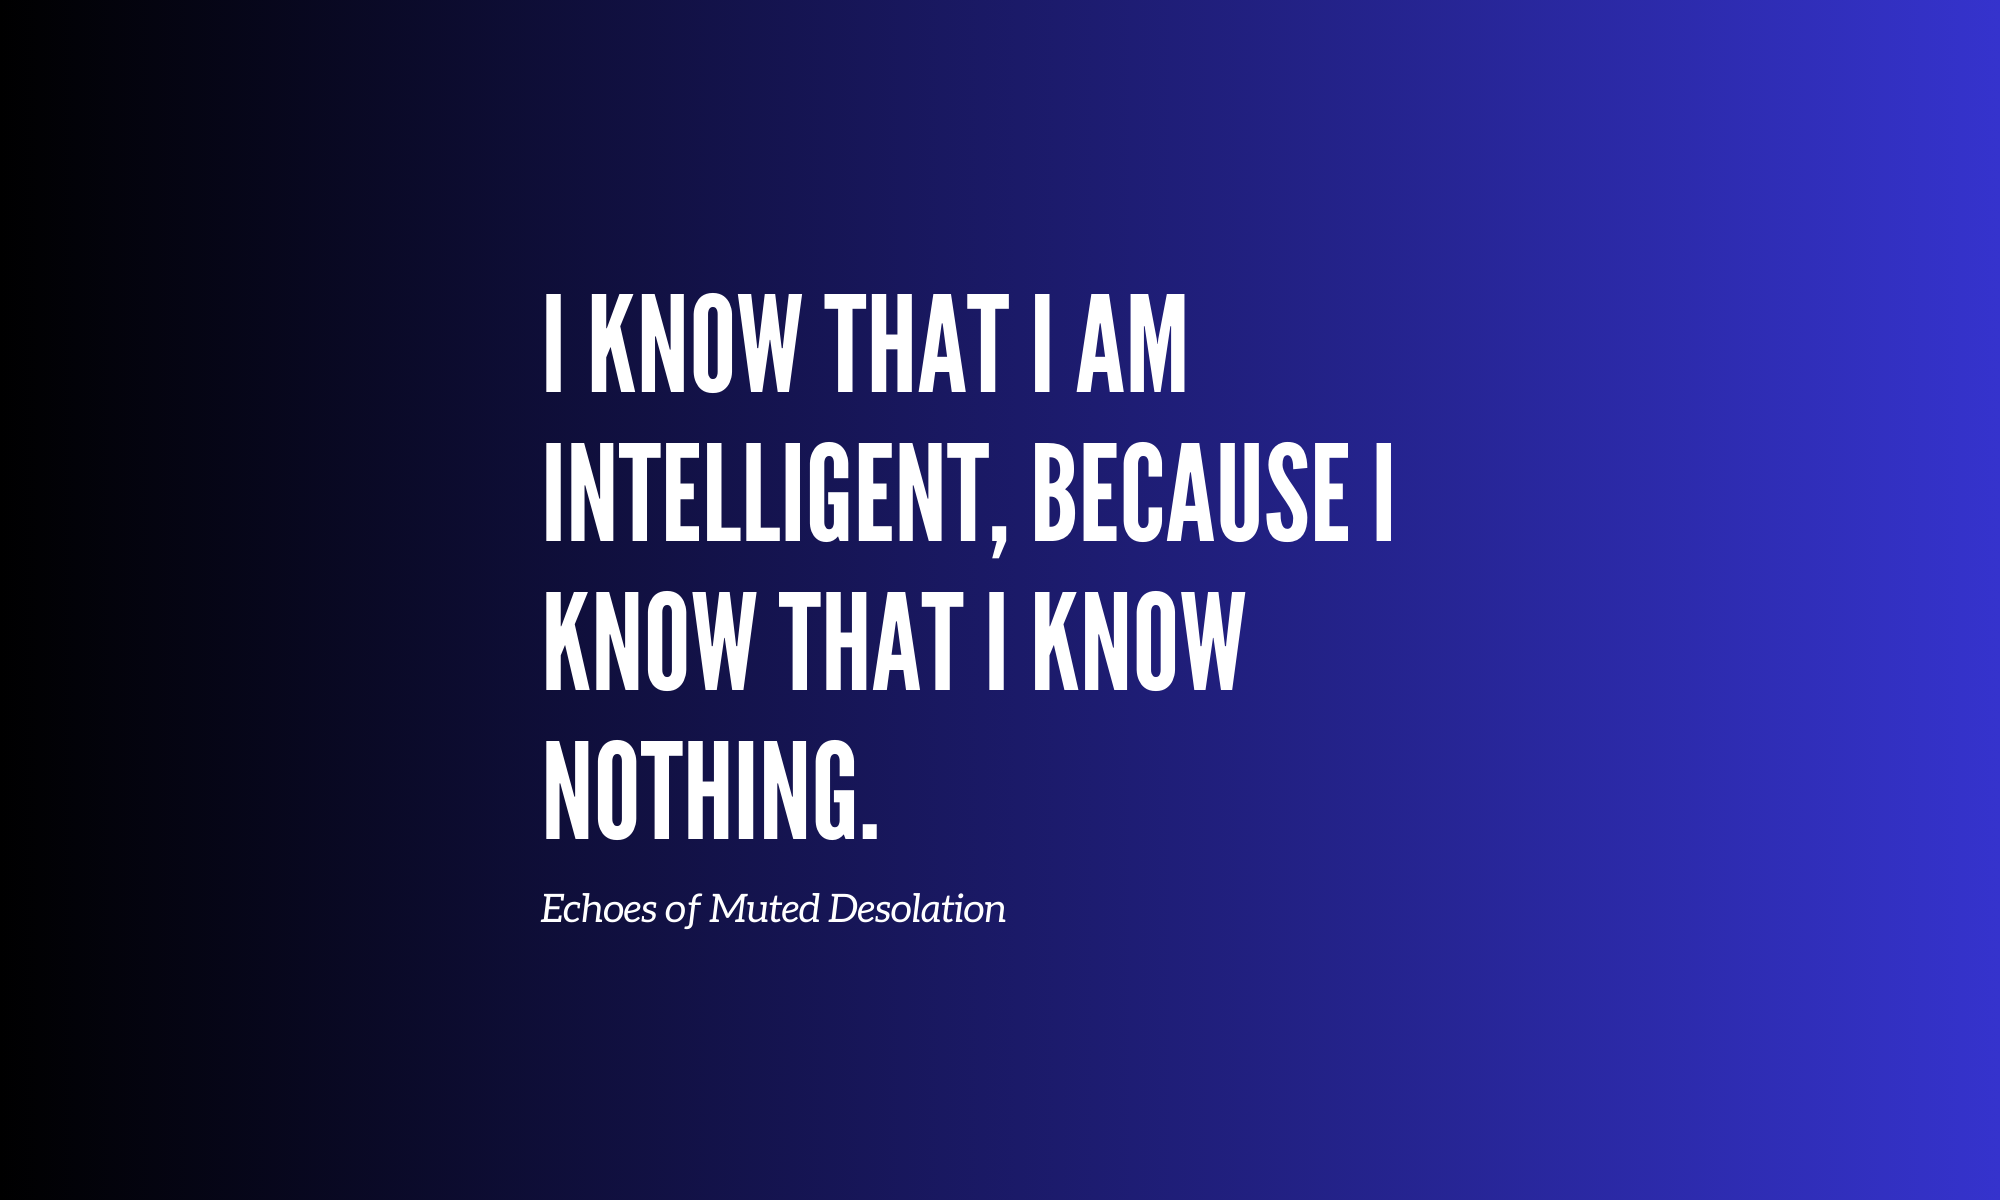 I KNOW THAT I AM
INTELLIGENT, BECAUSE I
KNOW THAT I KNOW
NOTHING.
Echoes of Muted Desolation